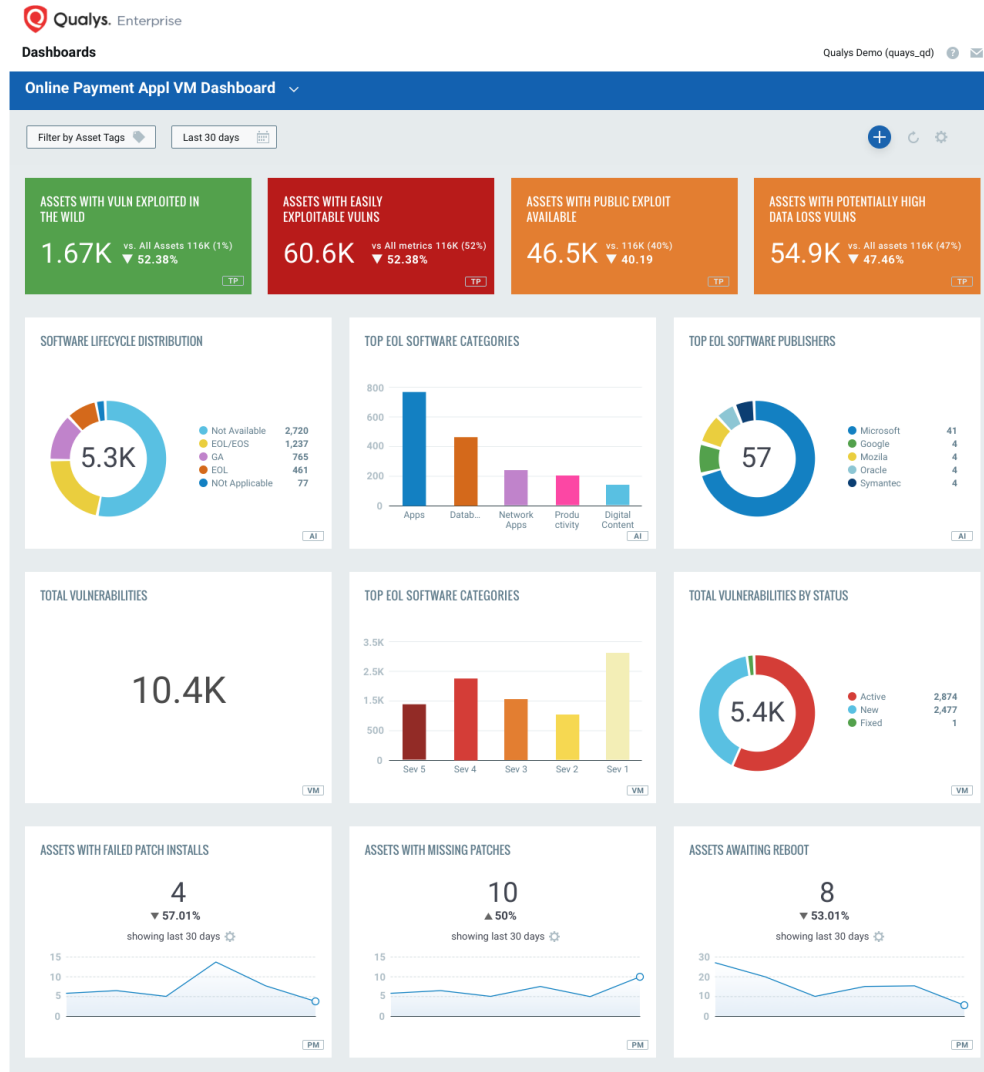 Qualys. Enterprise
Dashboards
Qualys Demo (quays_qd) ?
Online Payment Appl VM Dashboard
Filter by Asset Tags
Last 30 days
ASSETS WITH VULN EXPLOITED IN
THE WILD
1.67K
vs. All Assets 116K (1%)
▼ 52.38%
TP
ASSETS WITH EASILY
EXPLOITABLE VULNS
60.6K
vs All metrics 116K (52%)
▼ 52.38%
TP
ASSETS WITH PUBLIC EXPLOIT
AVAILABLE
46.5K
vs. 116K (40%)
▼ 40.19
TP
ASSETS WITH POTENTIALLY HIGH
DATA LOSS VULNS
54.9K
vs. All assets 116K (47%)
▼ 47.46%
TP
SOFTWARE LIFECYCLE DISTRIBUTION
5.3K
Not Available 2,720
EOL/EOS 1,237
GA 765
EOL 461
NOt Applicable 77
AI
TOP EOL SOFTWARE CATEGORIES
800
600
400
200
0
Apps
Datab...
Network
Apps
Produ
ctivity
Digital
Content
AI
TOP EOL SOFTWARE PUBLISHERS
57
Microsoft 41
Google 4
Mozila 4
Oracle 4
Symantec 4
AI
TOTAL VULNERABILITIES
10.4K
VM
TOP EOL SOFTWARE CATEGORIES
3.5K
2.5K
1.5K
500
0
Sev 5
Sev 4
Sev 3
Sev 2
Sev 1
VM
TOTAL VULNERABILITIES BY STATUS
5.4K
Active 2,874
New 2,477
Fixed 1
VM
ASSETS WITH FAILED PATCH INSTALLS
4
▼ 57.01%
showing last 30 days
15
10
5
0
PM
ASSETS WITH MISSING PATCHES
10
▲ 50%
showing last 30 days
15
10
5
0
PM
ASSETS AWAITING REBOOT
8
▼ 53.01%
showing last 30 days
30
20
10
0
PM